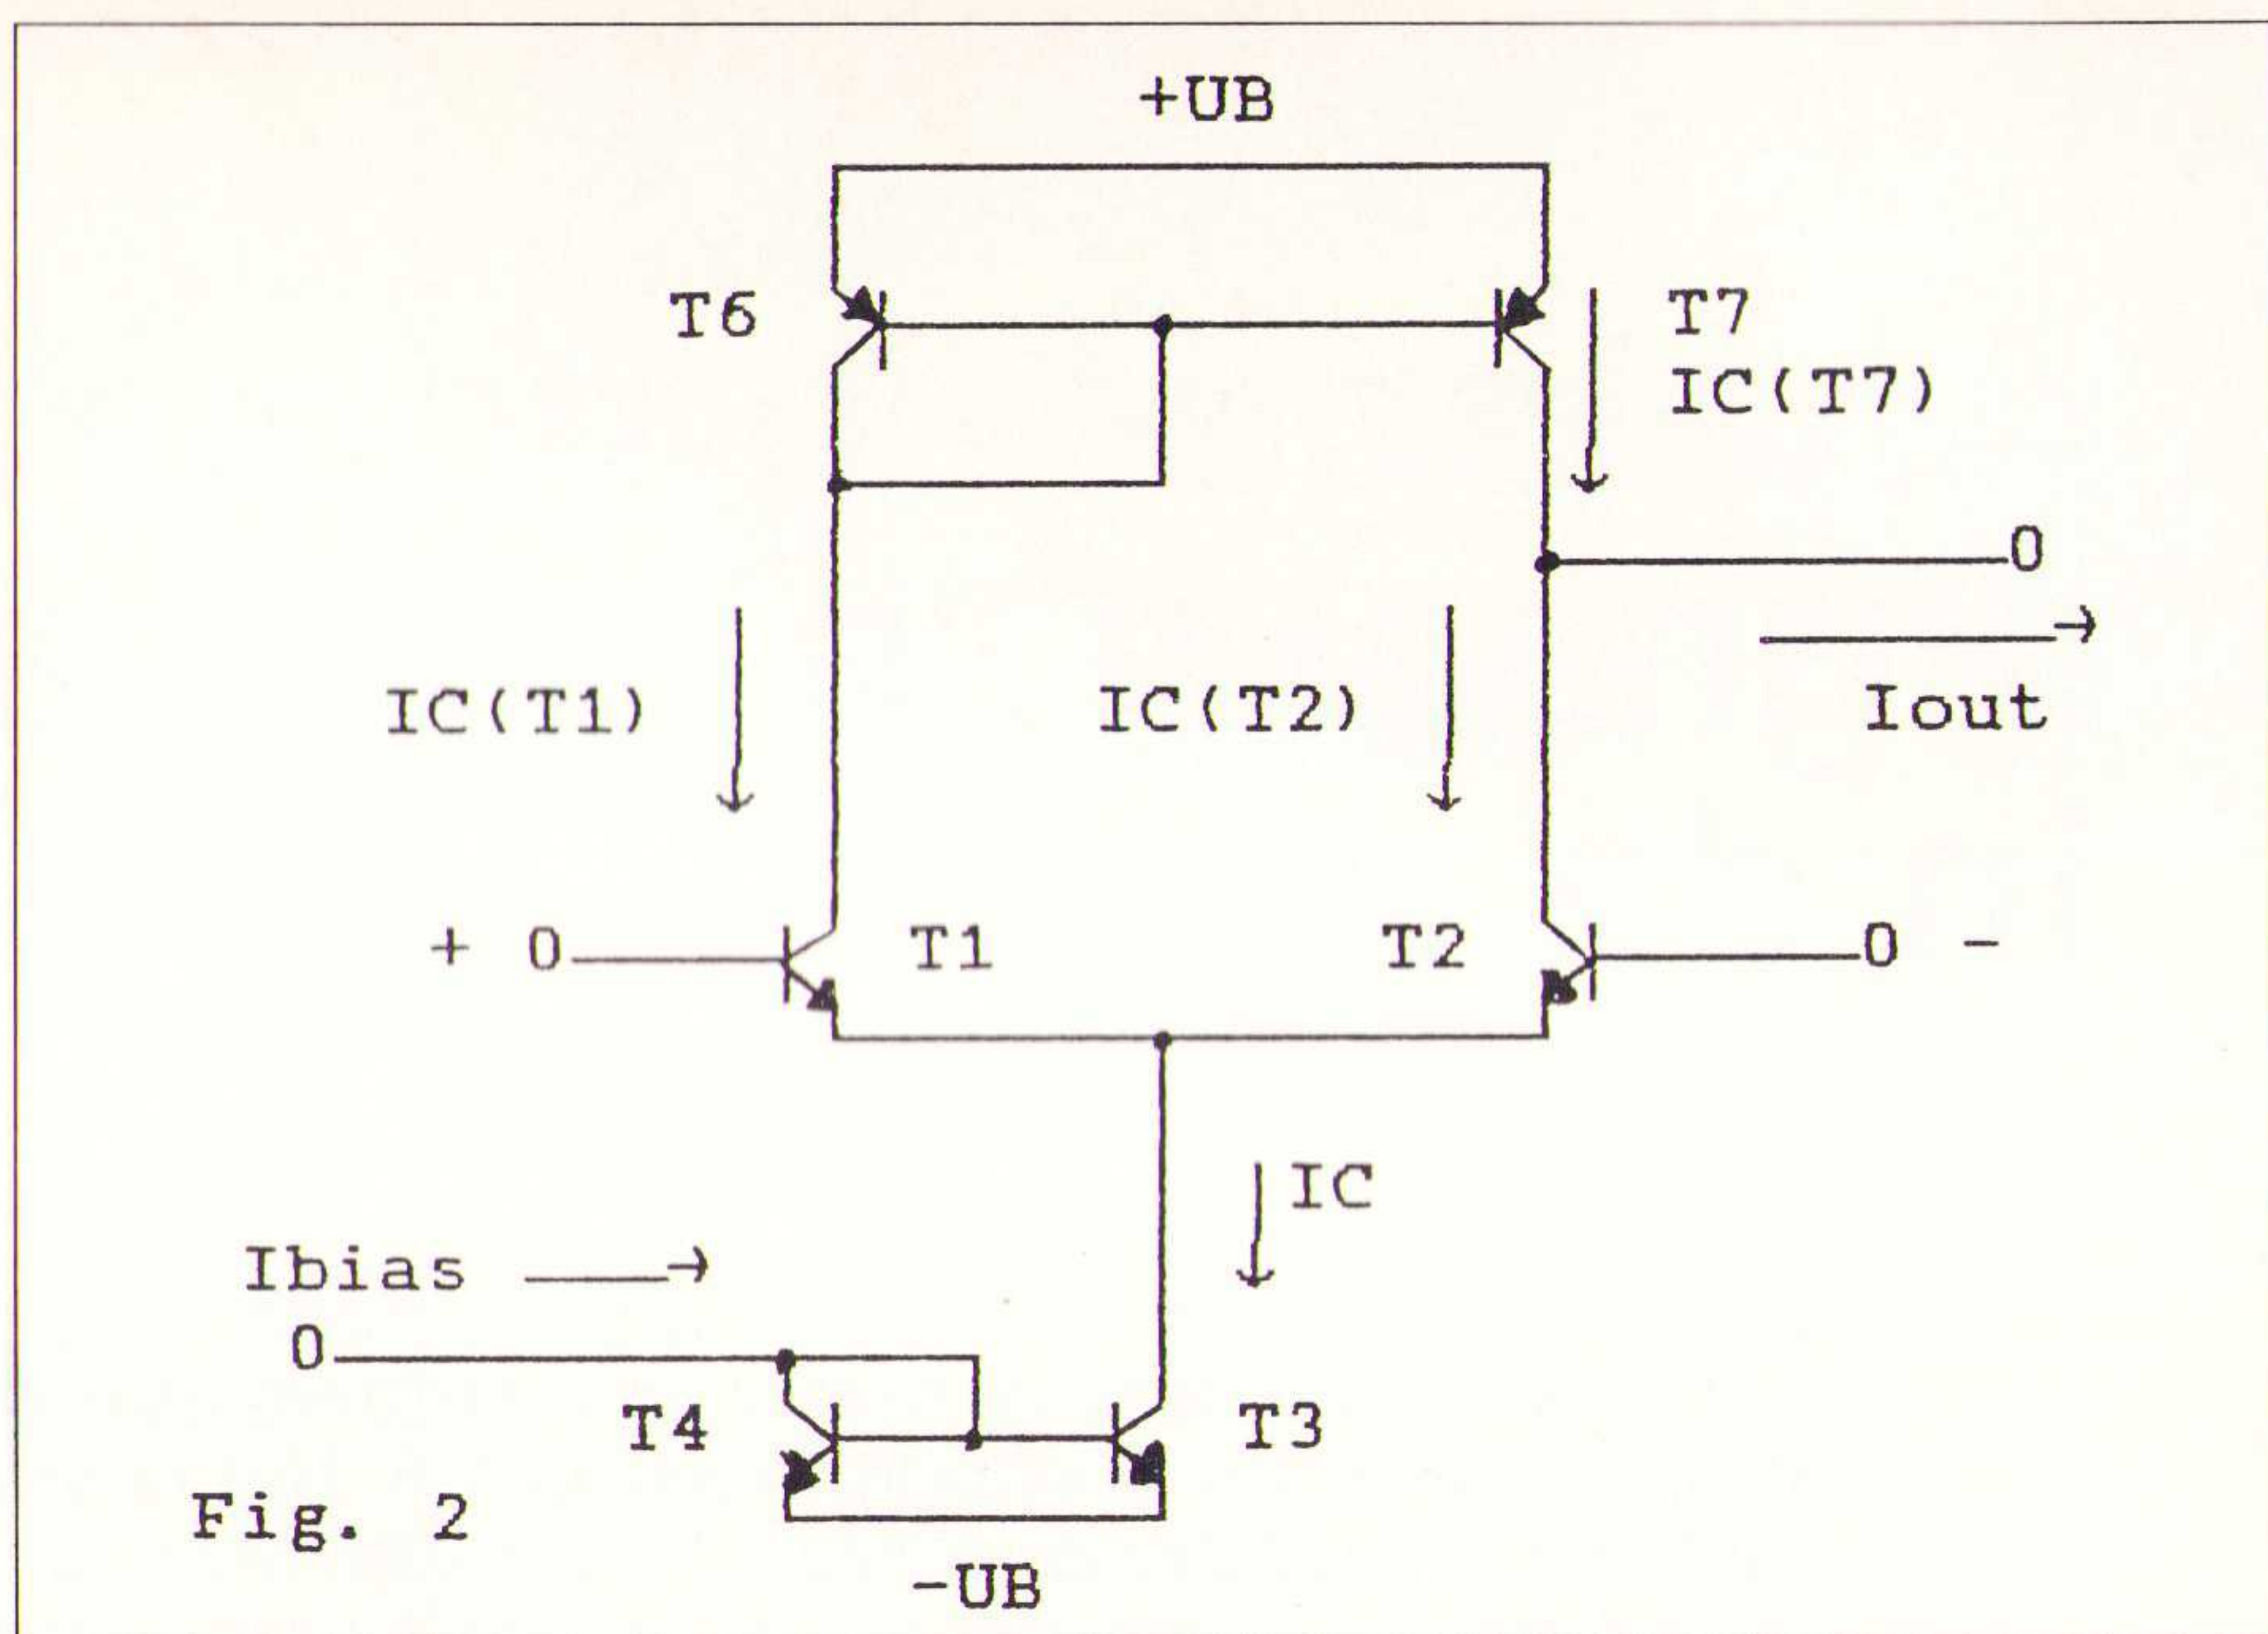 +UB
T6
T7
IC(T7)
0
IC(T1)
IC(T2)
Iout
+ 0
T1
T2
0 -
IC
Ibias
0
T4
T3
Fig. 2
-UB